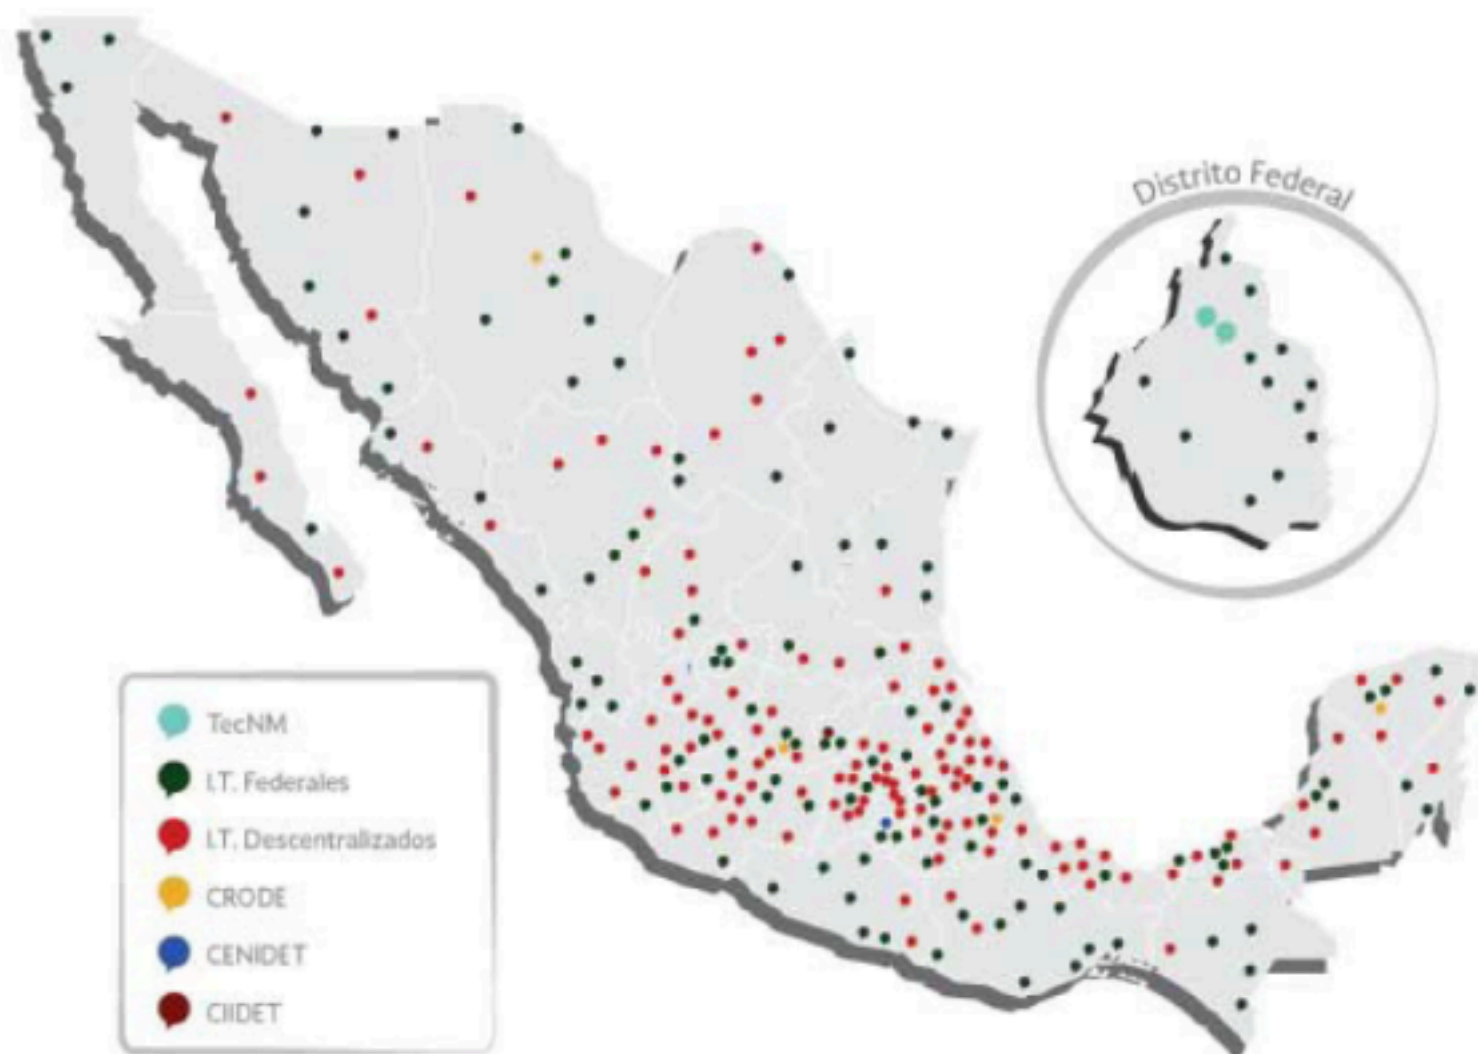 Distrito Federal
TecNM
I.T. Federales
I.T. Descentralizados
CRODE
CENIDET
CIIDET